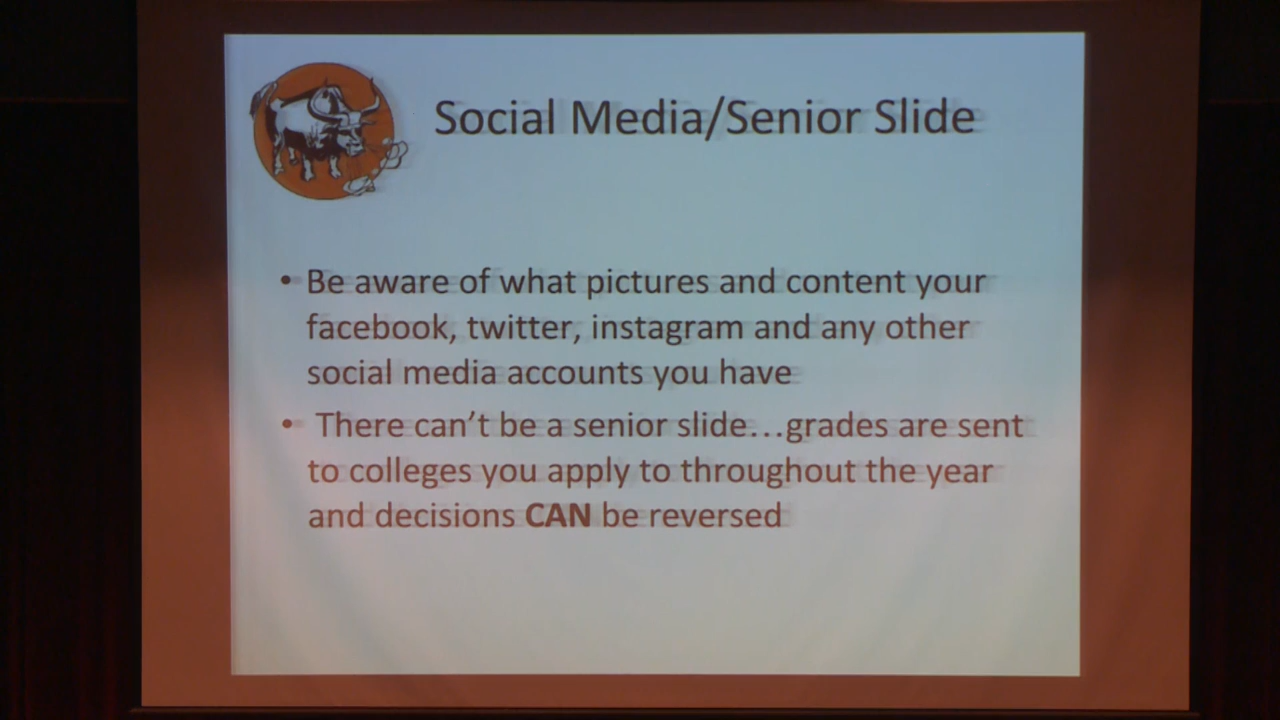 Social Media/Senior Slide
• Be aware of what pictures and content your
facebook, twitter, instagram and any other
social media accounts you have
• There can't be a senior slide...grades are sent
to colleges you apply to throughout the year
and decisions CAN be reversed